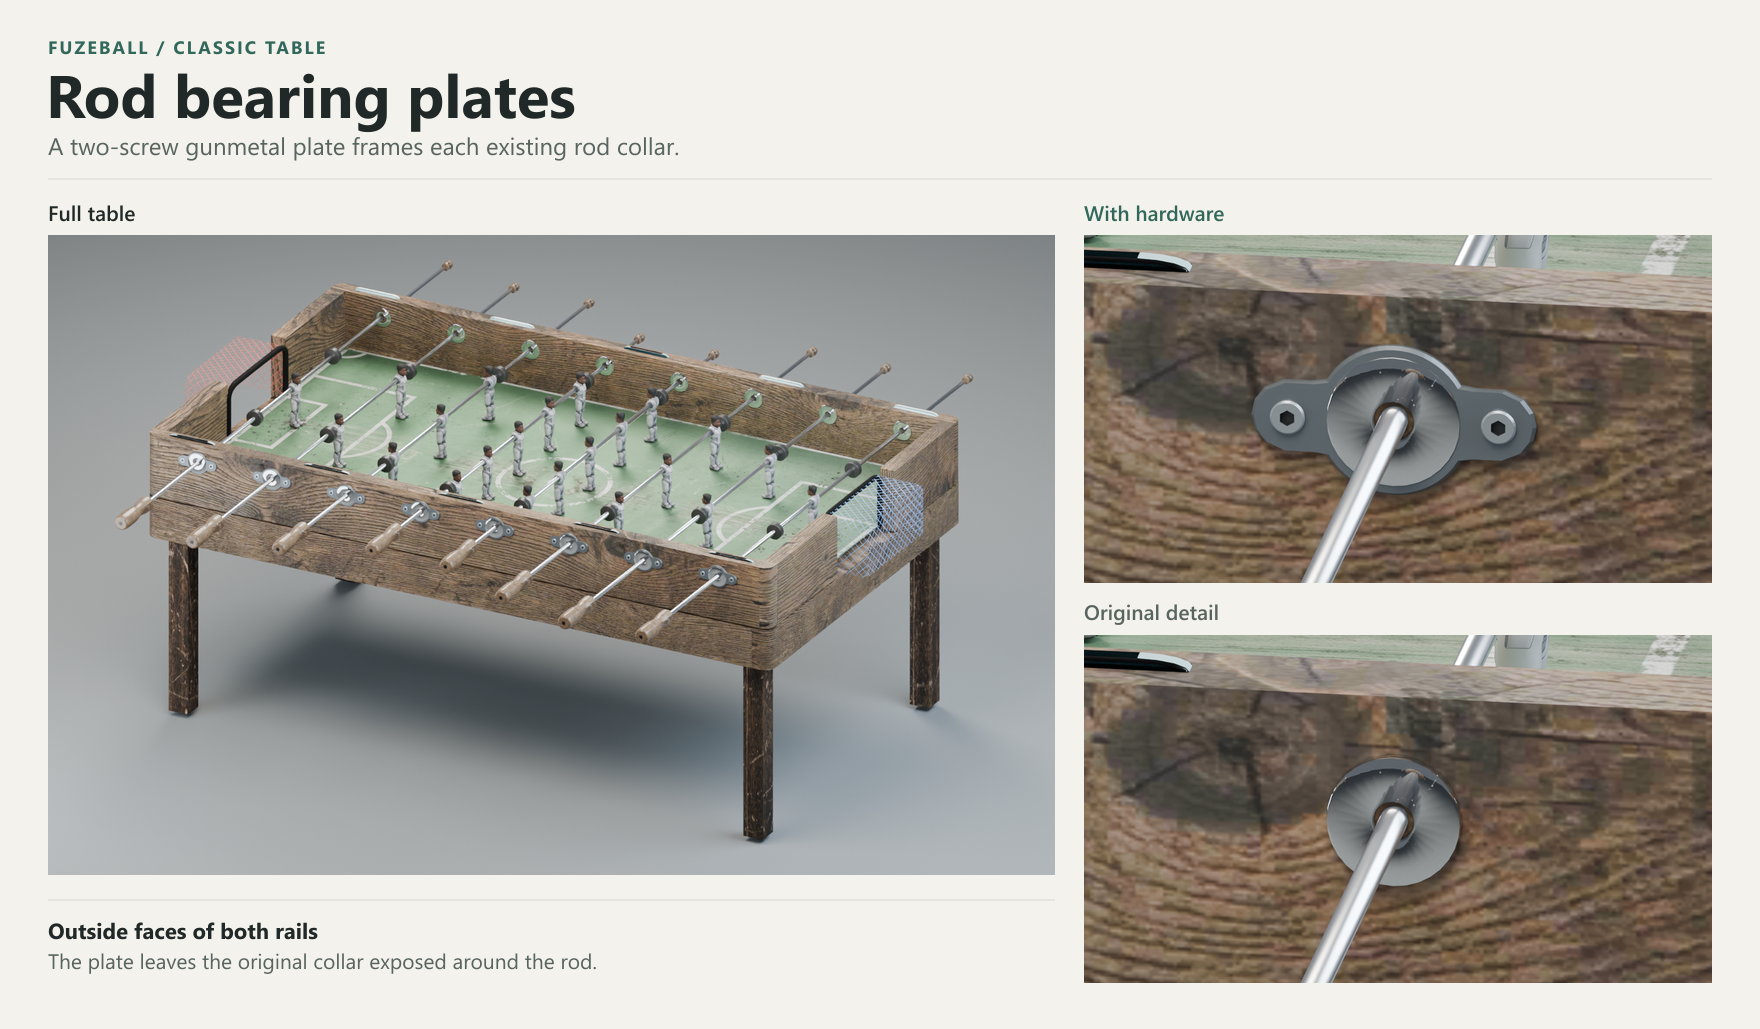 FUZEBALL / CLASSIC TABLE
Rod bearing plates
A two-screw gunmetal plate frames each existing rod collar.
Full table
With hardware
Original detail
Outside faces of both rails
The plate leaves the original collar exposed around the rod.